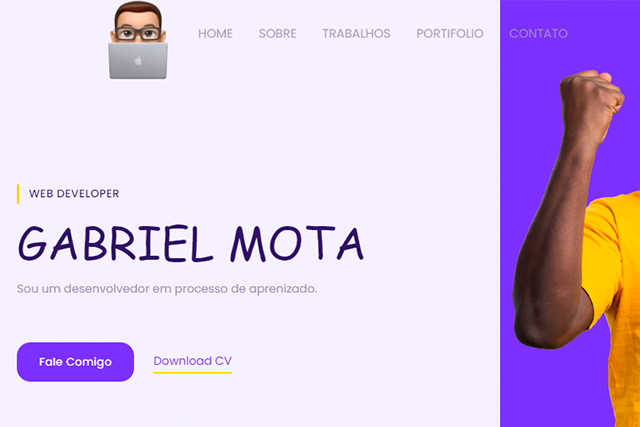 HOME SOBRE TRABALHOS PORTIFOLIO CONTATO
WEB DEVELOPER
GABRIEL MOTA
Sou um desenvolvedor em processo de aprenizado.
Fale Comigo Download CV